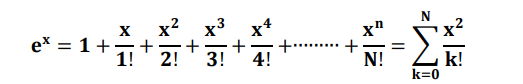 eˣ = 1 + x/1! + x²/2! + x³/3! + x⁴/4! + ⋯⋯⋯ + xⁿ/N! = ∑_{k=0}^{N} x²/k!